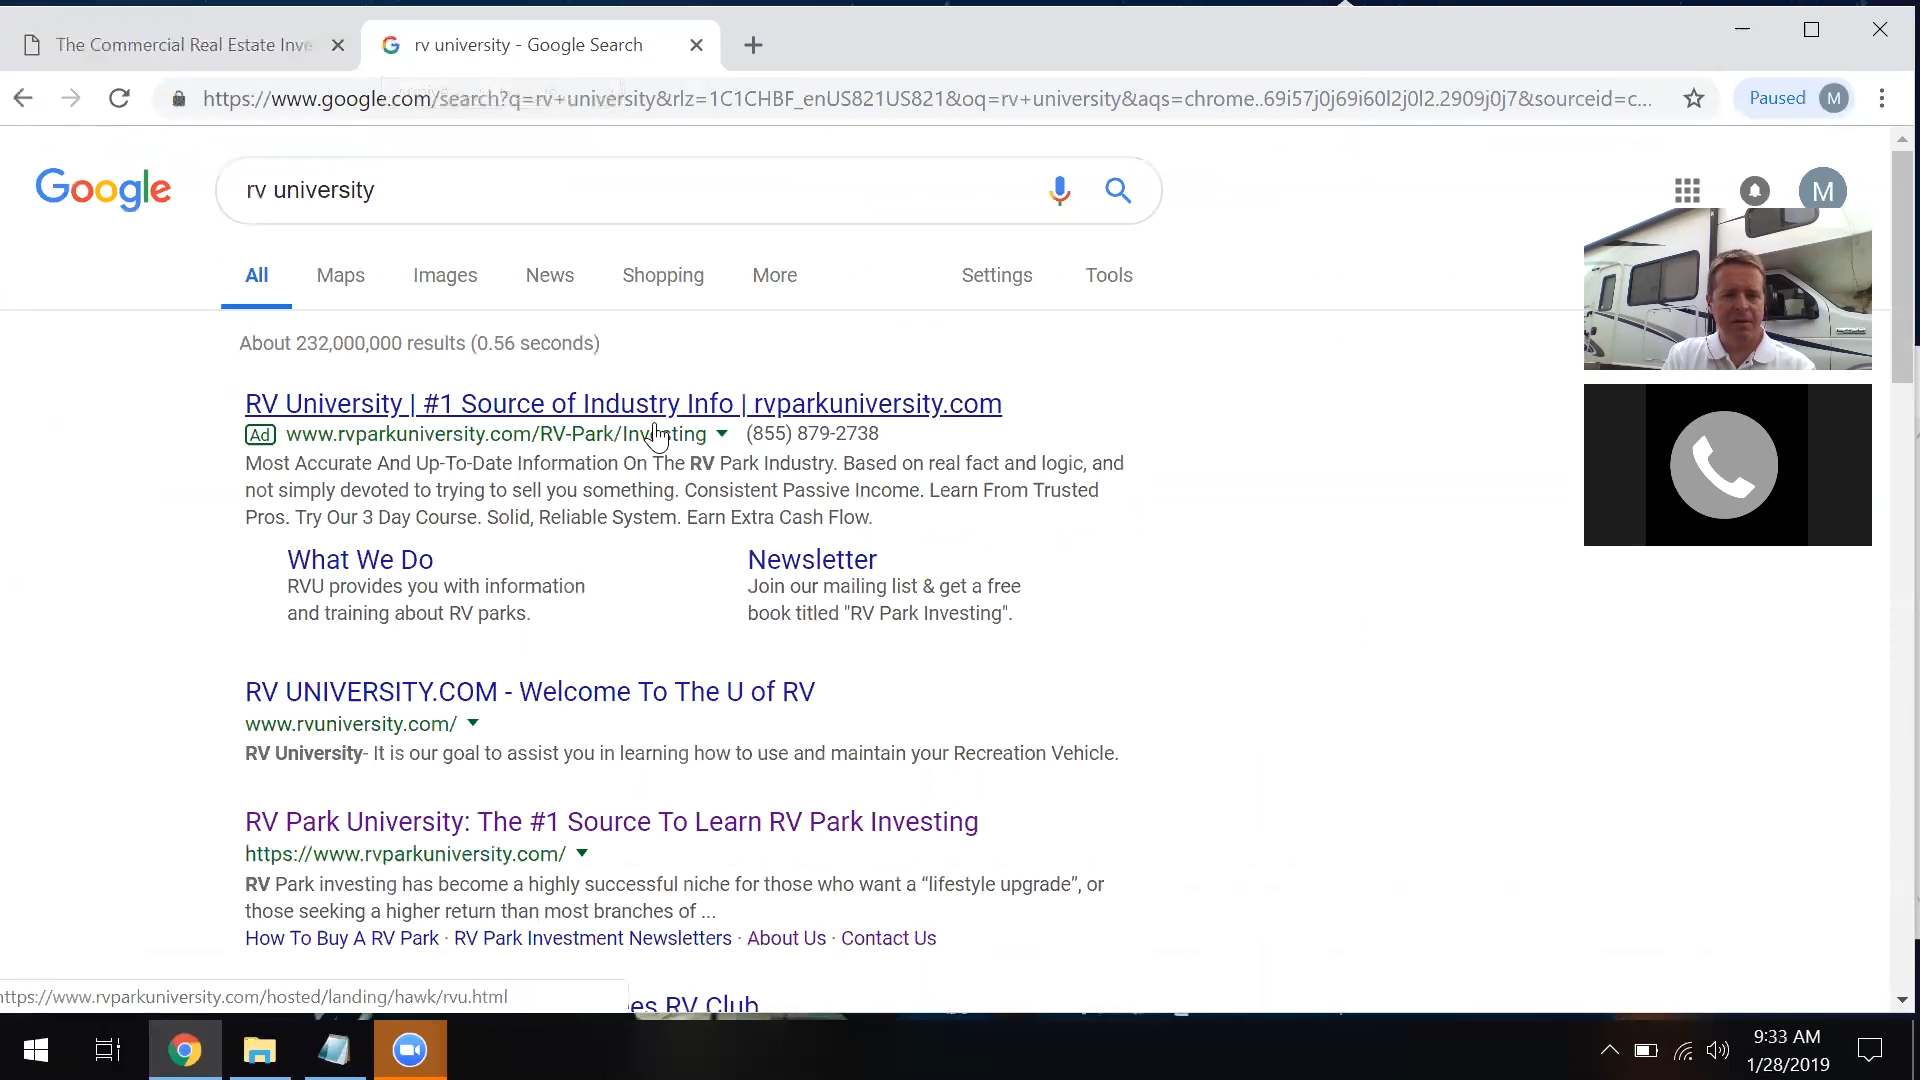 The Commercial Real Estate Inve
rv university - Google Search
https://www.google.com/search?q=rv+university&rlz=1C1CHBF_enUS821US821&oq=rv+university&aqs=chrome..69i57j0j69i60l2j0l2.2909j0j7&sourceid=c...
Paused
M
Google
rv university
M
All
Maps
Images
News
Shopping
More
Settings
Tools
About 232,000,000 results (0.56 seconds)
RV University | #1 Source of Industry Info | rvparkuniversity.com
Ad www.rvparkuniversity.com/RV-Park/Investing (855) 879-2738
Most Accurate And Up-To-Date Information On The RV Park Industry. Based on real fact and logic, and
not simply devoted to trying to sell you something. Consistent Passive Income. Learn From Trusted
Pros. Try Our 3 Day Course. Solid, Reliable System. Earn Extra Cash Flow.
What We Do
RVU provides you with information
and training about RV parks.
Newsletter
Join our mailing list & get a free
book titled "RV Park Investing".
RV UNIVERSITY.COM - Welcome To The U of RV
www.rvuniversity.com/
RV University- It is our goal to assist you in learning how to use and maintain your Recreation Vehicle.
RV Park University: The #1 Source To Learn RV Park Investing
https://www.rvparkuniversity.com/
RV Park investing has become a highly successful niche for those who want a “lifestyle upgrade”, or
those seeking a higher return than most branches of ...
How To Buy A RV Park · RV Park Investment Newsletters · About Us · Contact Us
es RV Club
ttps://www.rvparkuniversity.com/hosted/landing/hawk/rvu.html
9:33 AM
1/28/2019